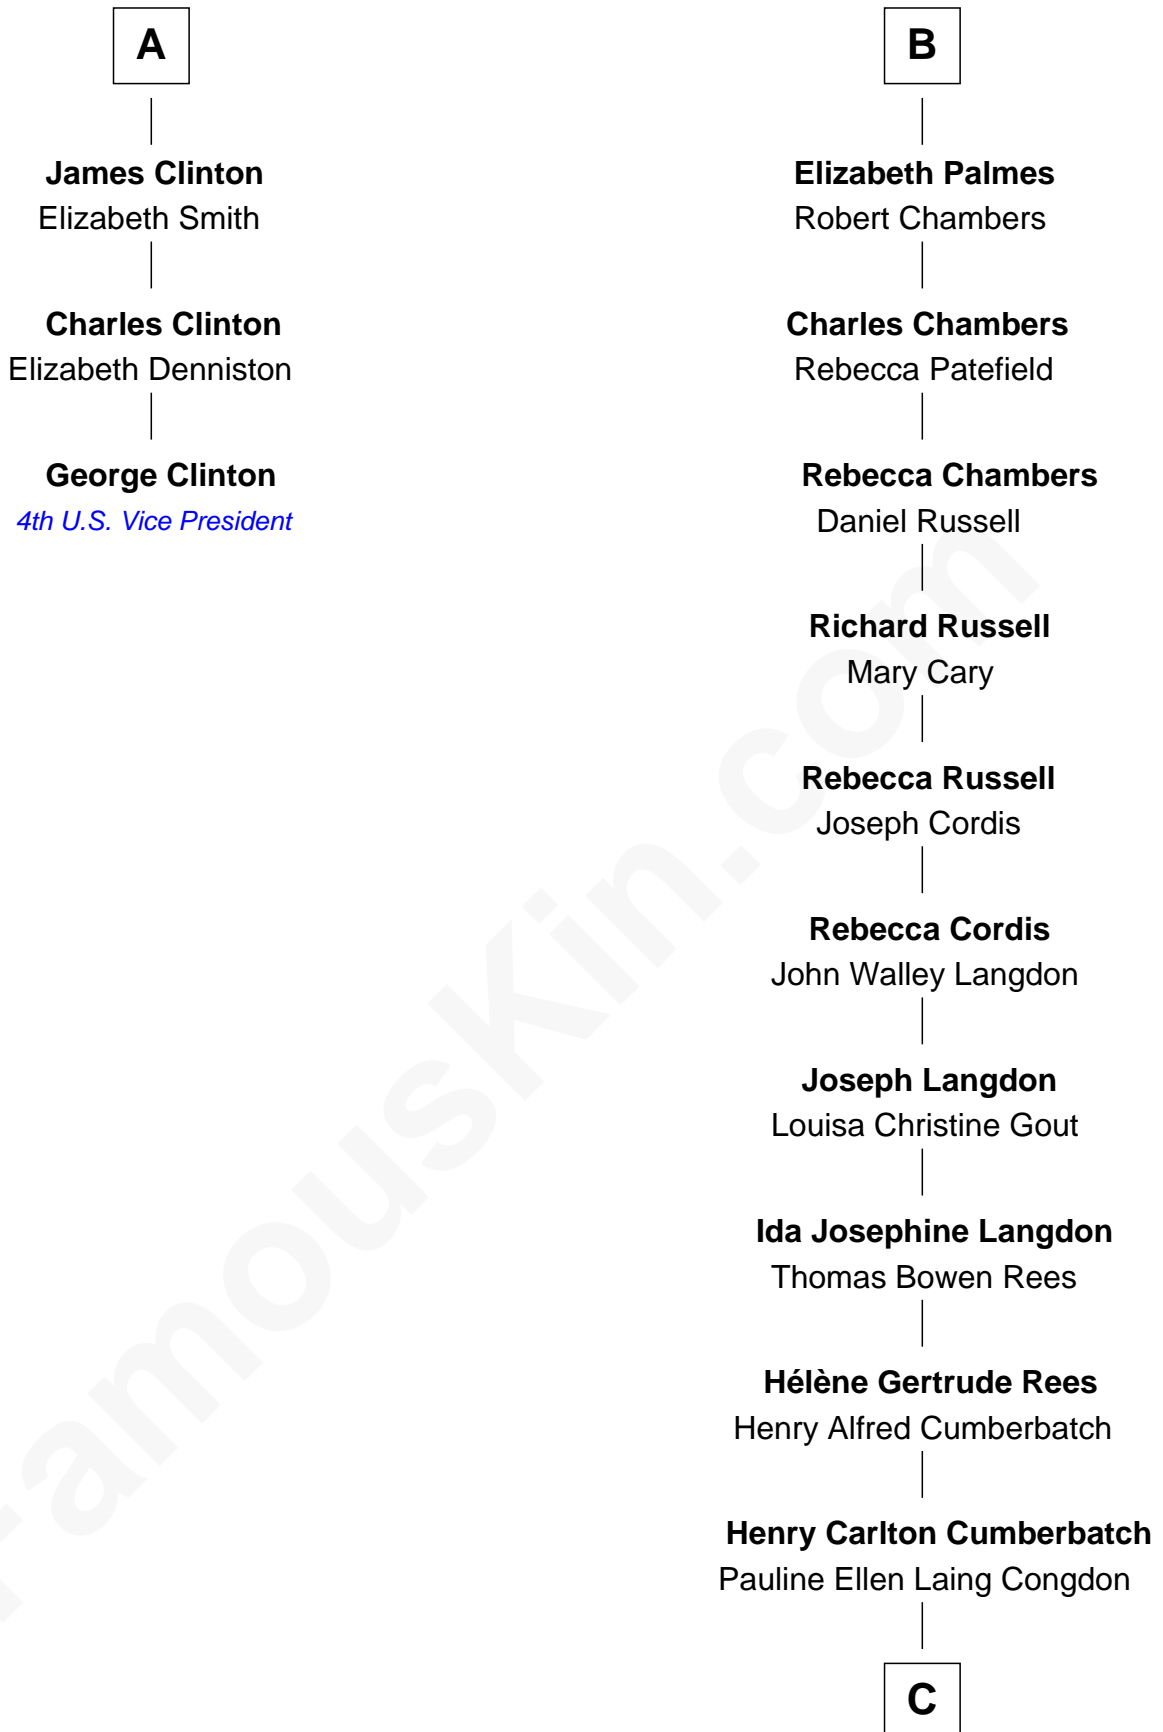 A
James Clinton
Elizabeth Smith
Charles Clinton
Elizabeth Denniston
George Clinton
4th U.S. Vice President
B
Elizabeth Palmes
Robert Chambers
Charles Chambers
Rebecca Patefield
Rebecca Chambers
Daniel Russell
Richard Russell
Mary Cary
Rebecca Russell
Joseph Cordis
Rebecca Cordis
John Walley Langdon
Joseph Langdon
Louisa Christine Gout
Ida Josephine Langdon
Thomas Bowen Rees
Hélène Gertrude Rees
Henry Alfred Cumberbatch
Henry Carlton Cumberbatch
Pauline Ellen Laing Congdon
C
FamousKin.com